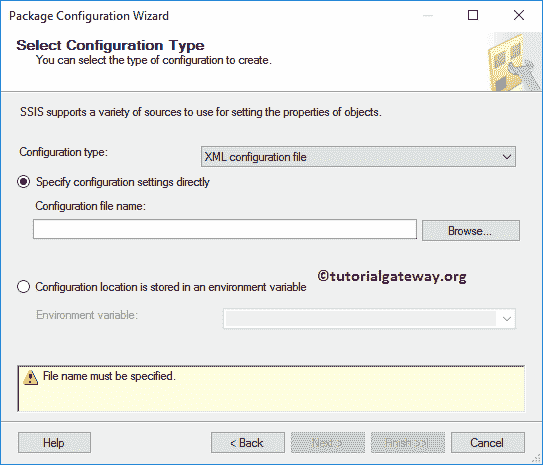 Package Configuration Wizard
Select Configuration Type
You can select the type of configuration to create.
SSIS supports a variety of sources to use for setting the properties of objects.
Configuration type:
XML configuration file
Specify configuration settings directly
Configuration file name:
Browse...
©tutorialgateway.org
Configuration location is stored in an environment variable
Environment variable:
File name must be specified.
Help
< Back
Next >
Finish >>|
Cancel